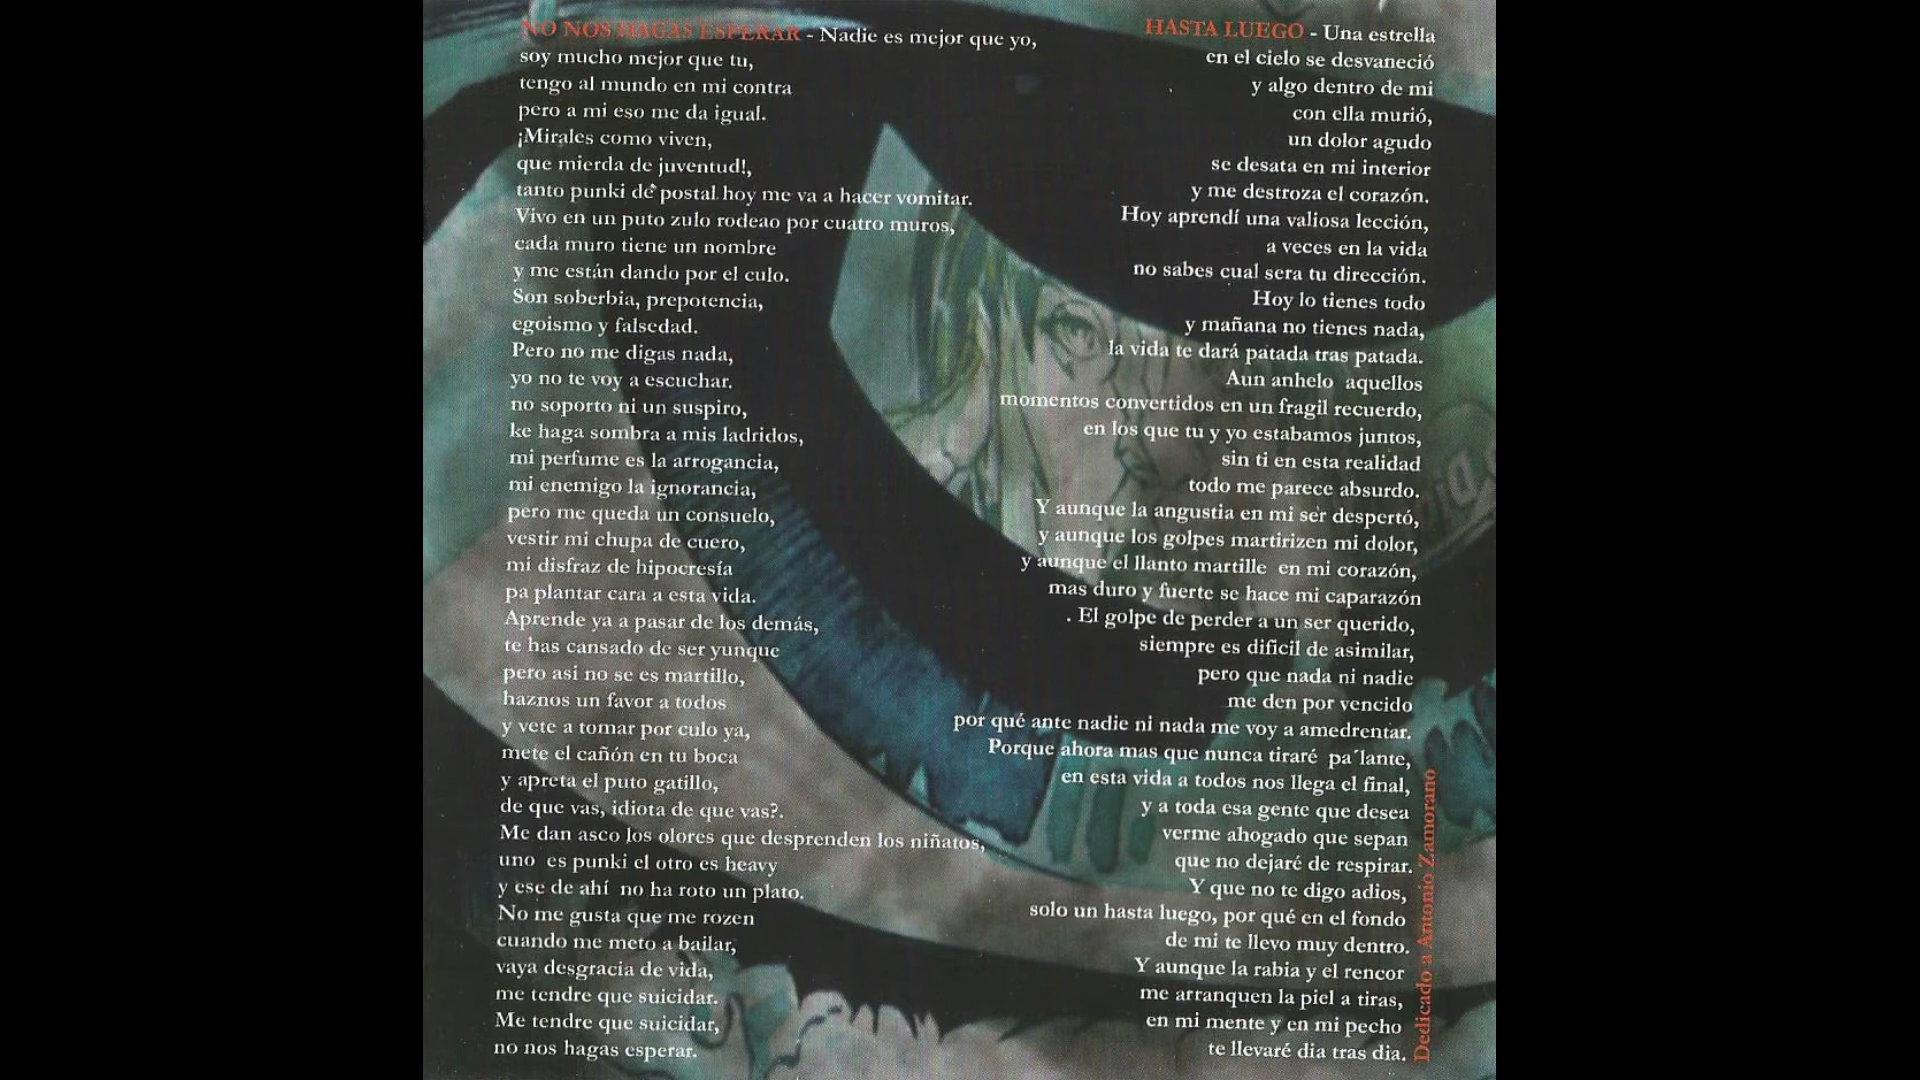 NO NOS HAGAS ESPERAR - Nadie es mejor que yo,
soy mucho mejor que tu,
tengo al mundo en mi contra
pero a mi eso me da igual.
¡Mirales como viven,
que mierda de juventud!,
tanto punki de postal hoy me va a hacer vomitar.
Vivo en un puto zulo rodeao por cuatro muros,
cada muro tiene un nombre
y me están dando por el culo.
Son soberbia, prepotencia,
egoismo y falsedad.
Pero no me digas nada,
yo no te voy a escuchar.
no soporto ni un suspiro,
ke haga sombra a mis ladridos,
mi perfume es la arrogancia,
mi enemigo la ignorancia,
pero me queda un consuelo,
vestir mi chupa de cuero,
mi disfraz de hipocresía
pa plantar cara a esta vida.
Aprende ya a pasar de los demás,
te has cansado de ser yunque
pero asi no se es martillo,
haznos un favor a todos
y vete a tomar por culo ya,
mete el cañón en tu boca
y apreta el puto gatillo,
de que vas, idiota de que vas?.
Me dan asco los olores que desprenden los niñatos,
uno es punki el otro es heavy
y ese de ahí no ha roto un plato.
No me gusta que me rozen
cuando me meto a bailar,
vaya desgracia de vida,
me tendre que suicidar.
Me tendre que suicidar,
no nos hagas esperar.
HASTA LUEGO - Una estrella
en el cielo se desvaneció
y algo dentro de mi
con ella murió,
un dolor agudo
se desata en mi interior
y me destroza el corazón.
Hoy aprendí una valiosa lección,
a veces en la vida
no sabes cual sera tu dirección.
Hoy lo tienes todo
y mañana no tienes nada,
la vida te dará patada tras patada.
Aun anhelo aquellos
momentos convertidos en un fragil recuerdo,
en los que tu y yo estabamos juntos,
sin ti en esta realidad
todo me parece absurdo.
Y aunque la angustia en mi ser despertó,
y aunque los golpes martirizen mi dolor,
y aunque el llanto martille en mi corazón,
mas duro y fuerte se hace mi caparazón
. El golpe de perder a un ser querido,
siempre es dificil de asimilar,
pero que nada ni nadie
me den por vencido
por qué ante nadie ni nada me voy a amedrentar.
Porque ahora mas que nunca tiraré pa´lante,
en esta vida a todos nos llega el final,
y a toda esa gente que desea
verme ahogado que sepan
que no dejaré de respirar.
Y que no te digo adios,
solo un hasta luego, por qué en el fondo
de mi te llevo muy dentro.
Y aunque la rabia y el rencor
me arranquen la piel a tiras,
en mi mente y en mi pecho
te llevaré dia tras dia.
Dedicado a Antonio Zamorano